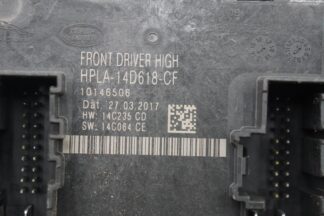 FRONT DRIVER HIGH
HPLA-14D618-CF
10146506
Dat. 27.03.2017
HW: 14C235 CD
SW: 14C064 CE